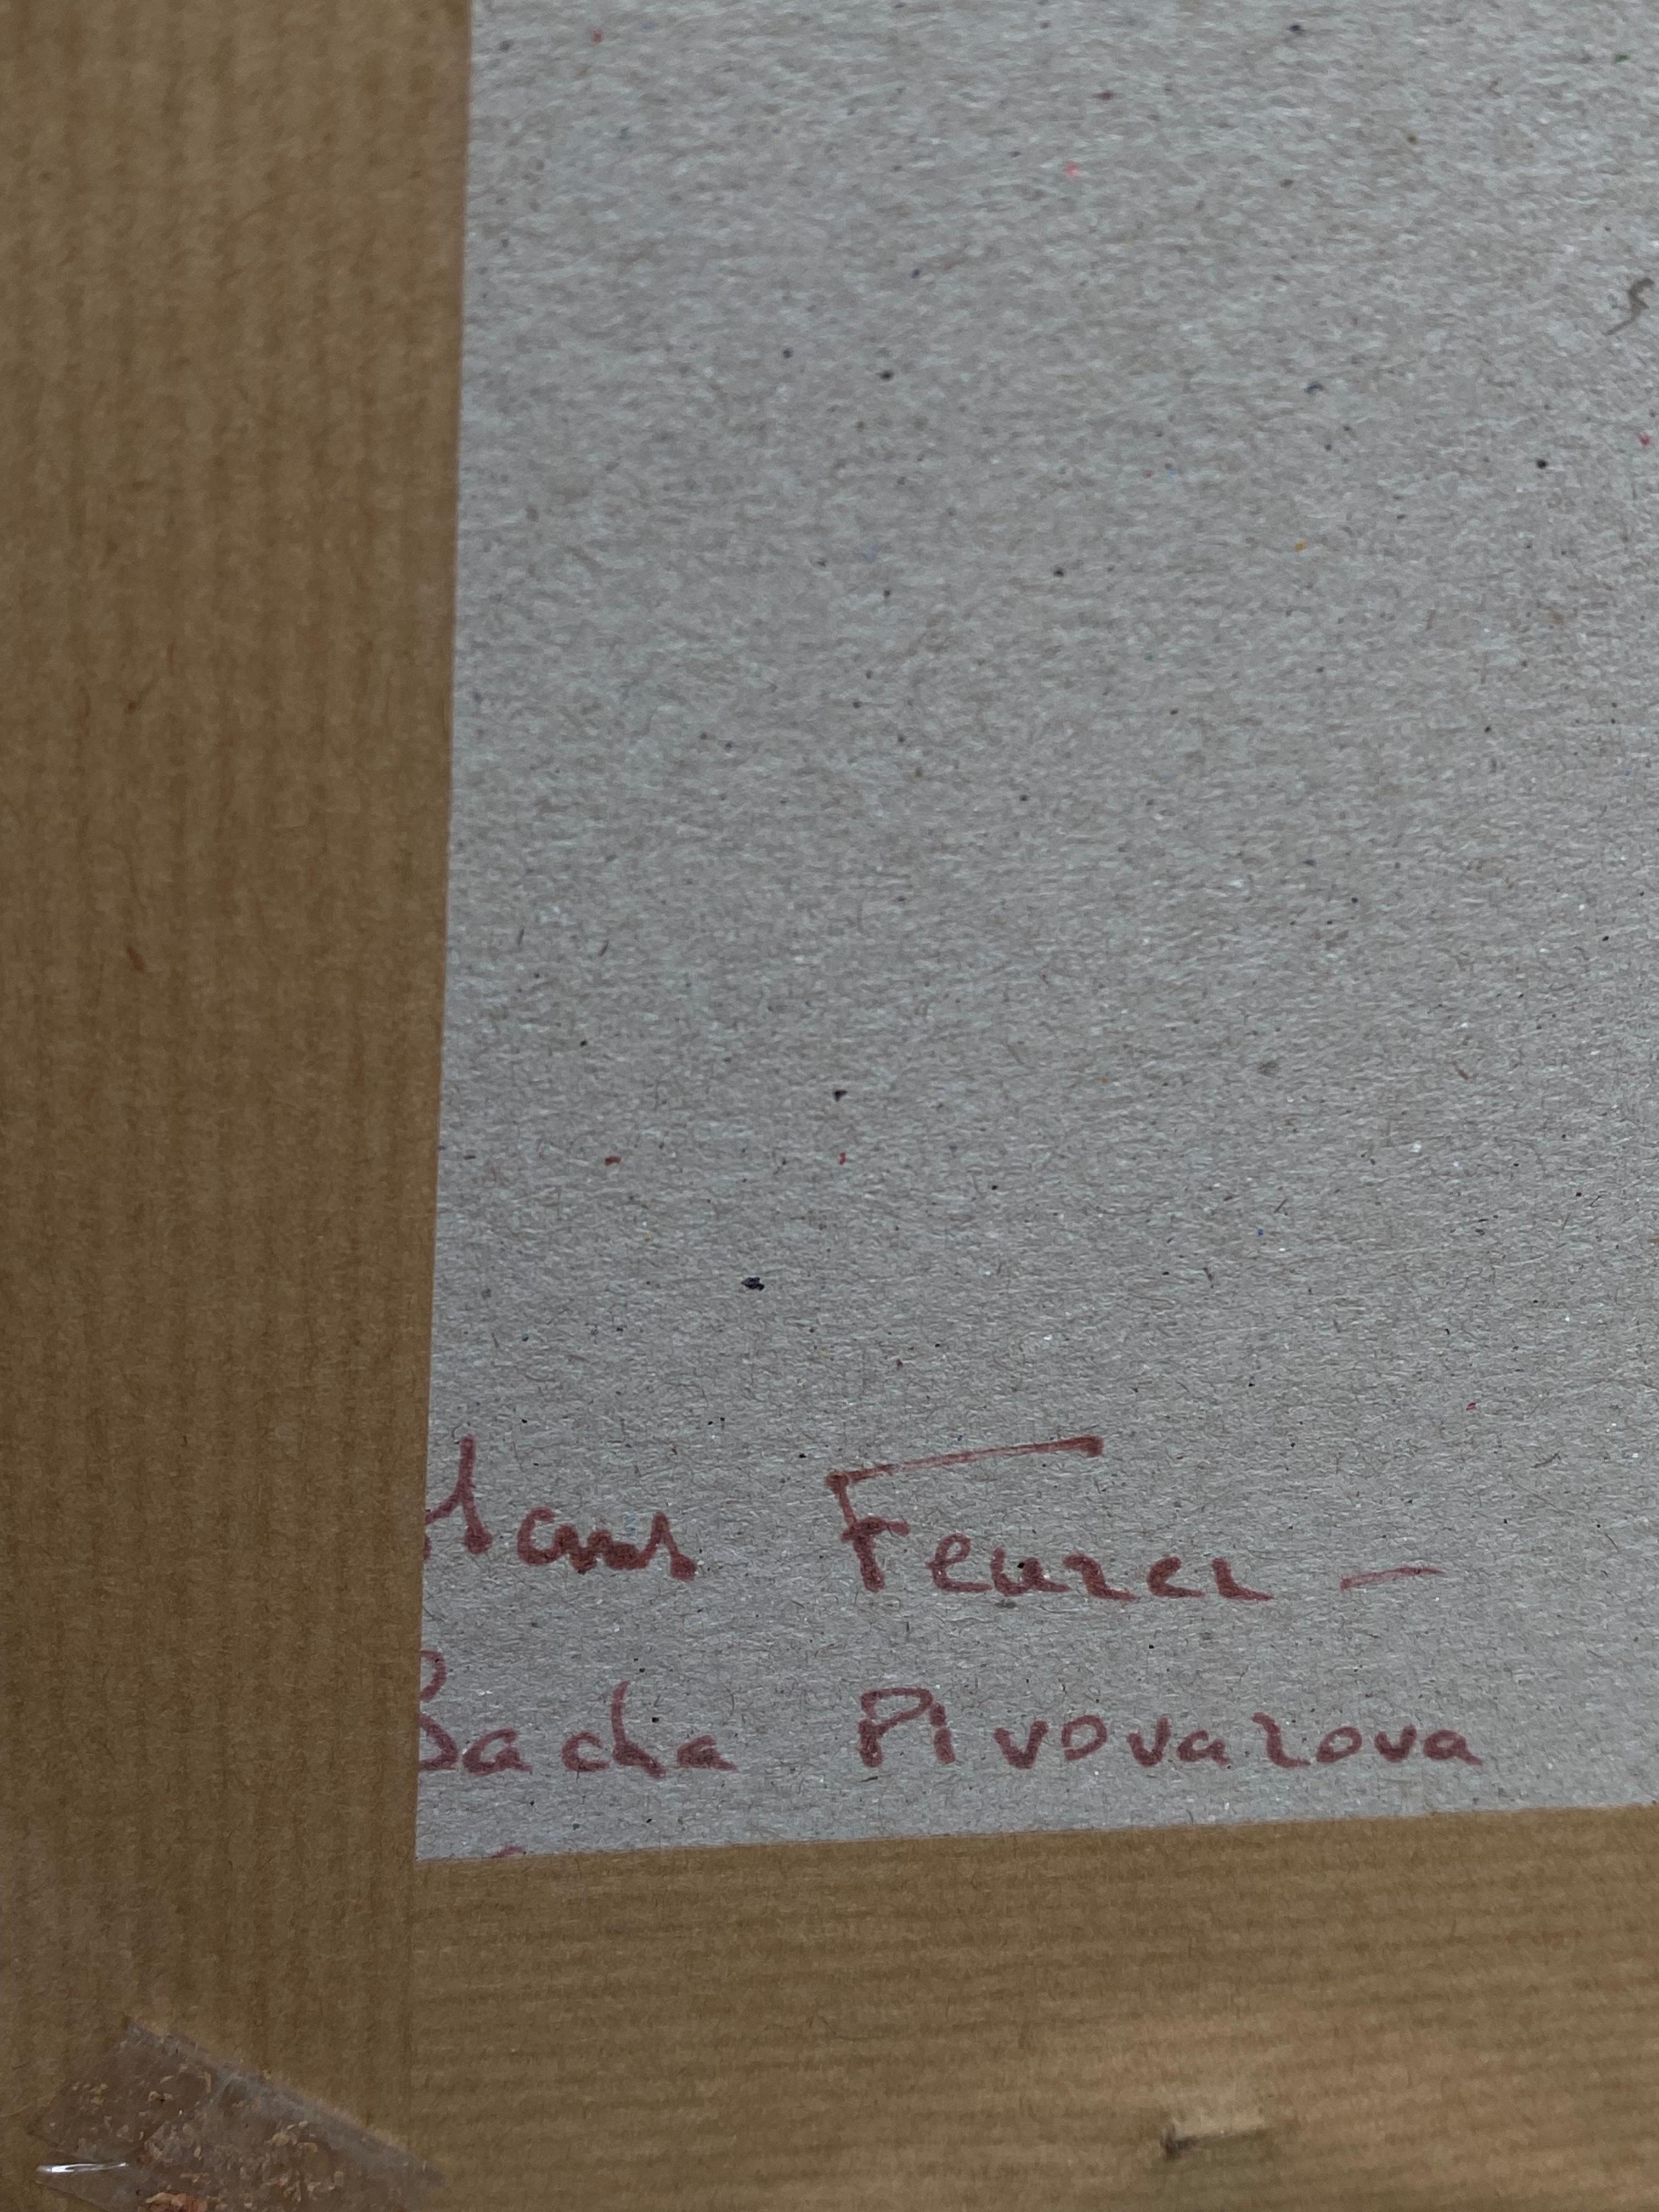 Hans Feurer -
Sacha Pivovarova